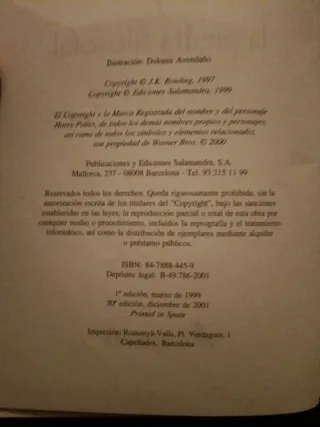 Ilustración: Dolores Avendaño
Copyright © J.K. Rowling, 1997
Copyright © Ediciones Salamandra, 1999
El Copyright y la Marca Registrada del nombre y del personaje
Harry Potter, de todos los demás nombres propios y personajes,
así como de todos los símbolos y elementos relacionados,
son propiedad de Warner Bros. © 2000
Publicaciones y Ediciones Salamandra, S.A.
Mallorca, 237 - 08008 Barcelona - Tel. 93 215 11 99
Reservados todos los derechos. Queda rigurosamente prohibida, sin la
autorización escrita de los titulares del "Copyright", bajo las sanciones
establecidas en las leyes, la reproducción parcial o total de esta obra por
cualquier medio o procedimiento, incluidos la reprografía y el tratamiento
informático, así como la distribución de ejemplares mediante alquiler
o préstamo públicos.
ISBN: 84-7888-445-9
Depósito legal: B-49.786-2001
1ª edición, marzo de 1999
30ª edición, diciembre de 2001
Printed in Spain
Impresión: Romanyà-Valls, Pl. Verdaguer, 1
Capellades, Barcelona